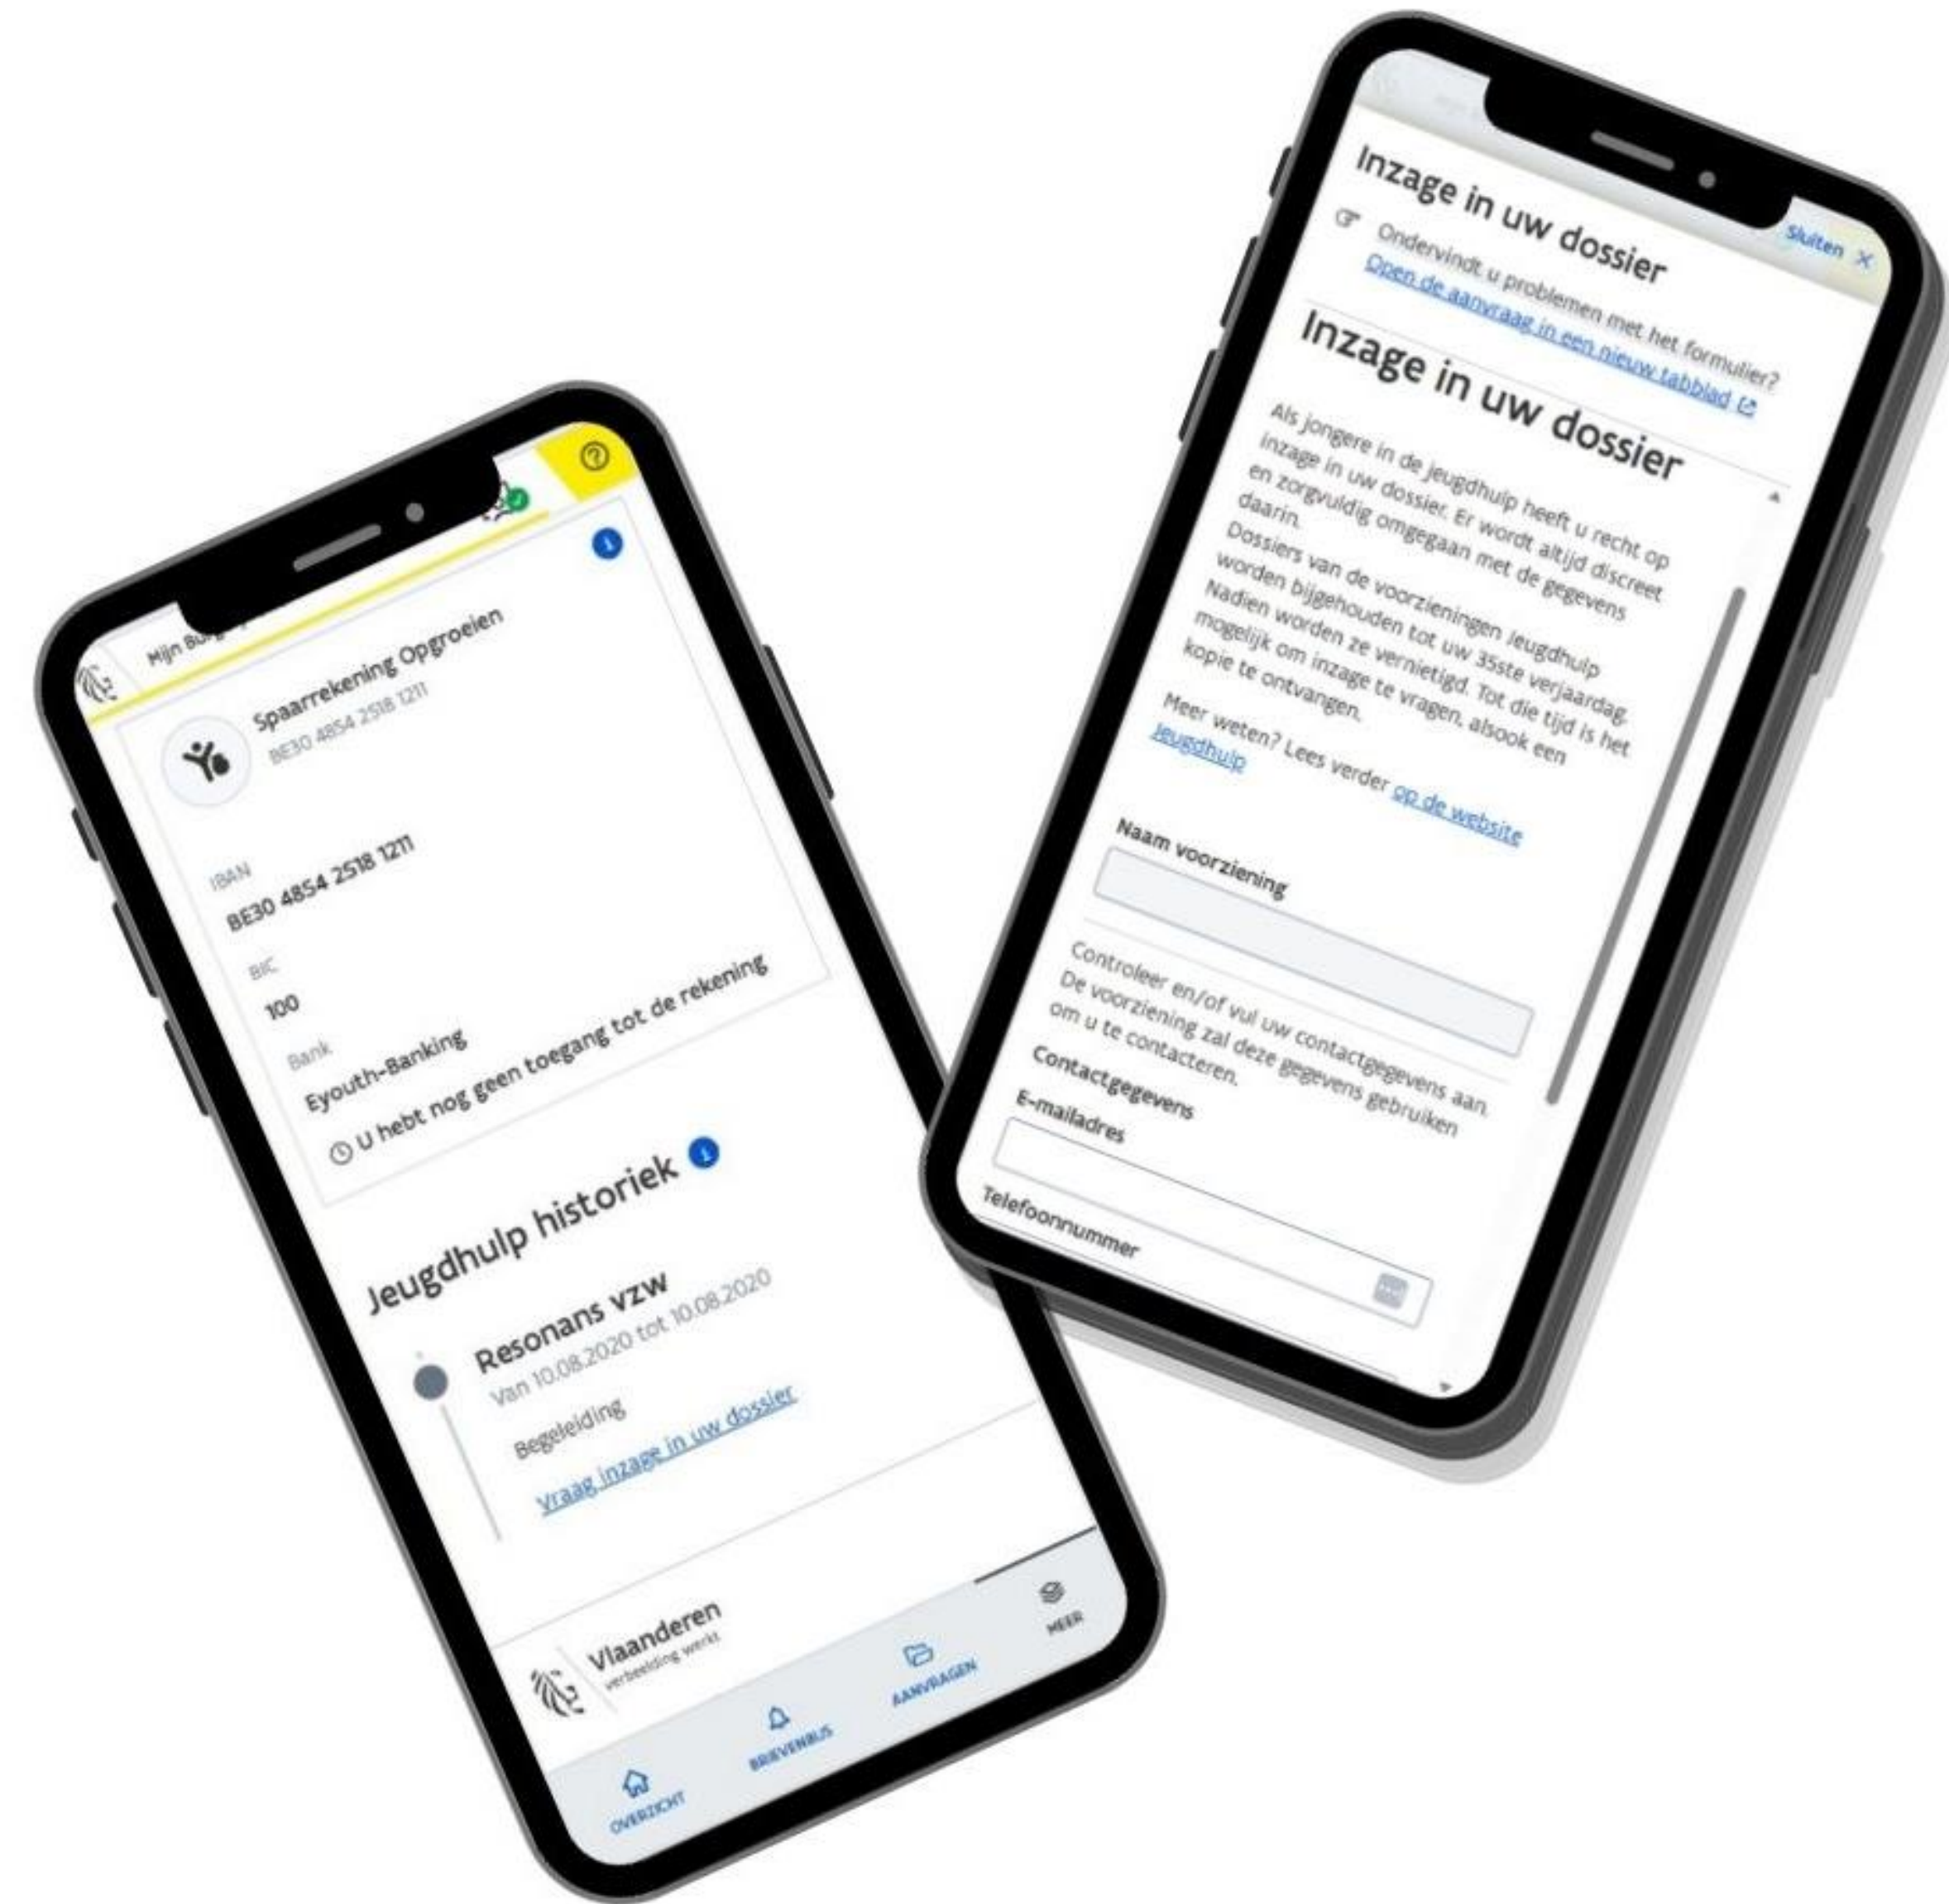 Mijn Burg
Spaarrekening Opgroeien
BE30 4854 2518 1211
IBAN
BE30 4854 2518 1211
BIC
100
Bank
Eyouth-Banking
U hebt nog geen toegang tot de rekening
Jeugdhulp historiek
Resonans vzw
Van 10.08.2020 tot 10.08.2020
Begeleiding
Vraag inzage in uw dossier
Vlaanderen
verbeelding werkt
OVERZICHT
BRIEVENBUS
AANVRAGEN
MEER
Sluiten
Inzage in uw dossier
Ondervindt u problemen met het formulier?
Open de aanvraag in een nieuw tabblad
Inzage in uw dossier
Als jongere in de jeugdhulp heeft u recht op
inzage in uw dossier. Er wordt altijd discreet
en zorgvuldig omgegaan met de gegevens
daarin.
Dossiers van de voorzieningen Jeugdhulp
worden bijgehouden tot uw 35ste verjaardag.
Nadien worden ze vernietigd. Tot die tijd is het
mogelijk om inzage te vragen, alsook een
kopie te ontvangen.
Meer weten? Lees verder op de website
Jeugdhulp
Naam voorziening
Controleer en/of vul uw contactgegevens aan.
De voorziening zal deze gegevens gebruiken
om u te contacteren.
Contactgegevens
E-mailadres
Telefoonnummer